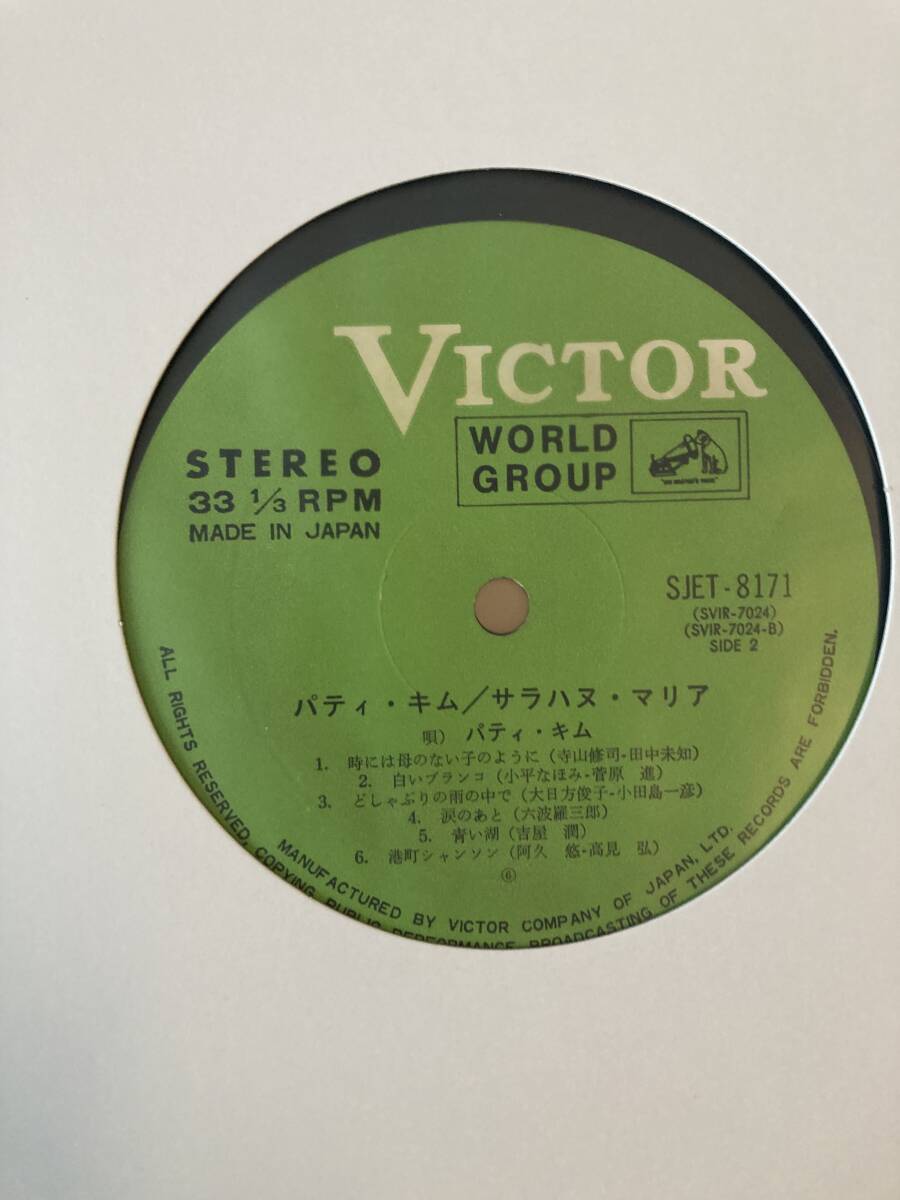 VICTOR
WORLD
GROUP
"HIS MASTER'S VOICE"
STEREO
33 1/3 RPM
MADE IN JAPAN
SJET-8171
(SVIR-7024)
(SVIR-7024-B)
SIDE 2
パティ・キム/サラハヌ・マリア
唄) パティ・キム
1. 時には母のない子のように (寺山修司-田中未知)
2. 白いブランコ (小平なほみ-菅原 進)
3. どしゃぶりの雨の中で (大日方俊子-小田島一彦)
4. 涙のあと (六波羅三郎)
5. 青い湖 (吉屋 潤)
6. 港町シャンソン (阿久 悠-高見 弘)
⑥
MANUFACTURED BY VICTOR COMPANY OF JAPAN, LTD.
ALL RIGHTS RESERVED, COPYING, PUBLIC PERFORMANCE, BROADCASTING OF THESE RECORDS ARE FORBIDDEN.